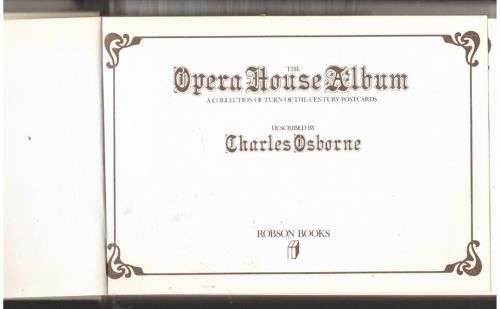 THE
Opera House Album
A COLLECTION OF TURN-OF-THE-CENTURY POSTCARDS
DESCRIBED BY
Charles Osborne
ROBSON BOOKS